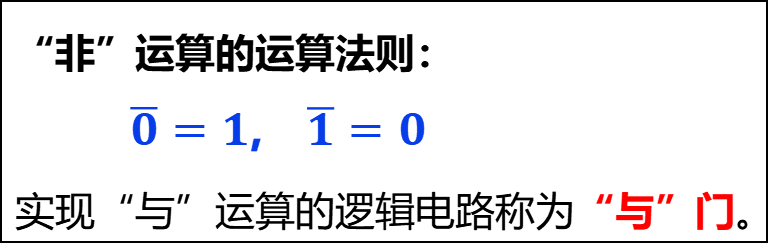 “非”运算的运算法则：
0̅ = 1, 1̅ = 0
实现“与”运算的逻辑电路称为“与”门。